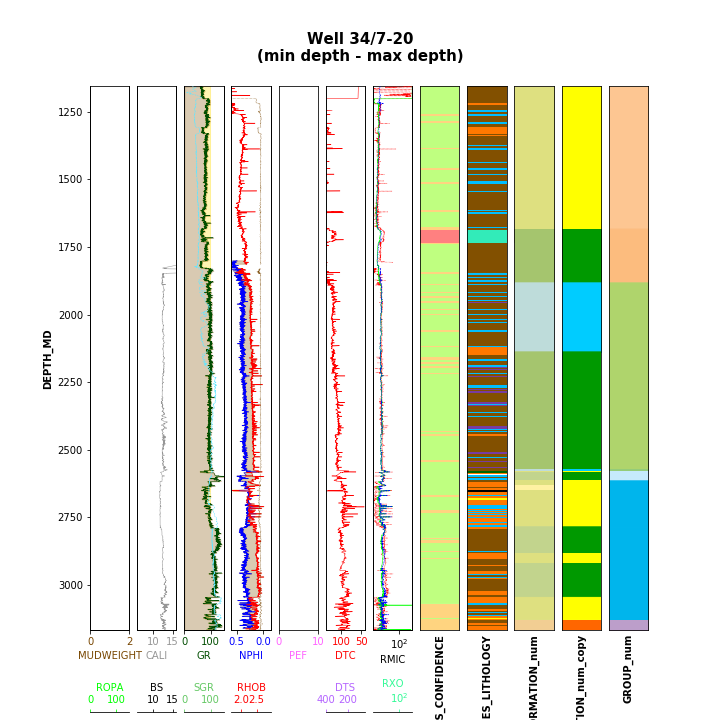 Well 34/7-20
(min depth - max depth)
DEPTH_MD
1250
1500
1750
2000
2250
2500
2750
3000
0 2 10 15 0 100 0.5 0.0 0 10 100 50 10²
MUDWEIGHT CALI GR NPHI PEF DTC RMIC
ROPA BS SGR RHOB DTS RXO
0 100 10 15 0 100 2.0 2.5 400 200 10²
S_CONFIDENCE
ES_LITHOLOGY
RMATION_num
TION_num_copy
GROUP_num